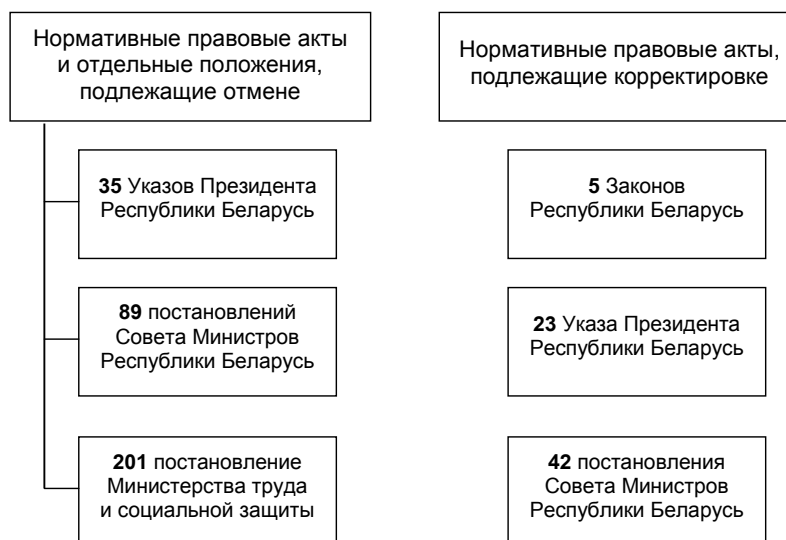 Нормативные правовые акты
и отдельные положения,
подлежащие отмене
35 Указов Президента
Республики Беларусь
89 постановлений
Совета Министров
Республики Беларусь
201 постановление
Министерства труда
и социальной защиты
Нормативные правовые акты,
подлежащие корректировке
5 Законов
Республики Беларусь
23 Указа Президента
Республики Беларусь
42 постановления
Совета Министров
Республики Беларусь